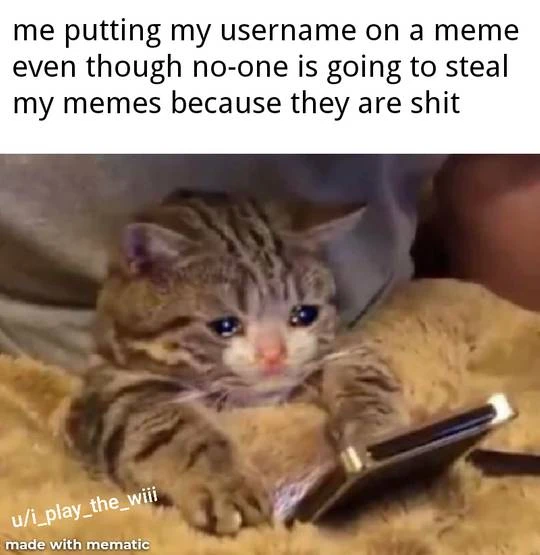 me putting my username on a meme
even though no-one is going to steal
my memes because they are shit
u/i_play_the_wiii
made with mematic